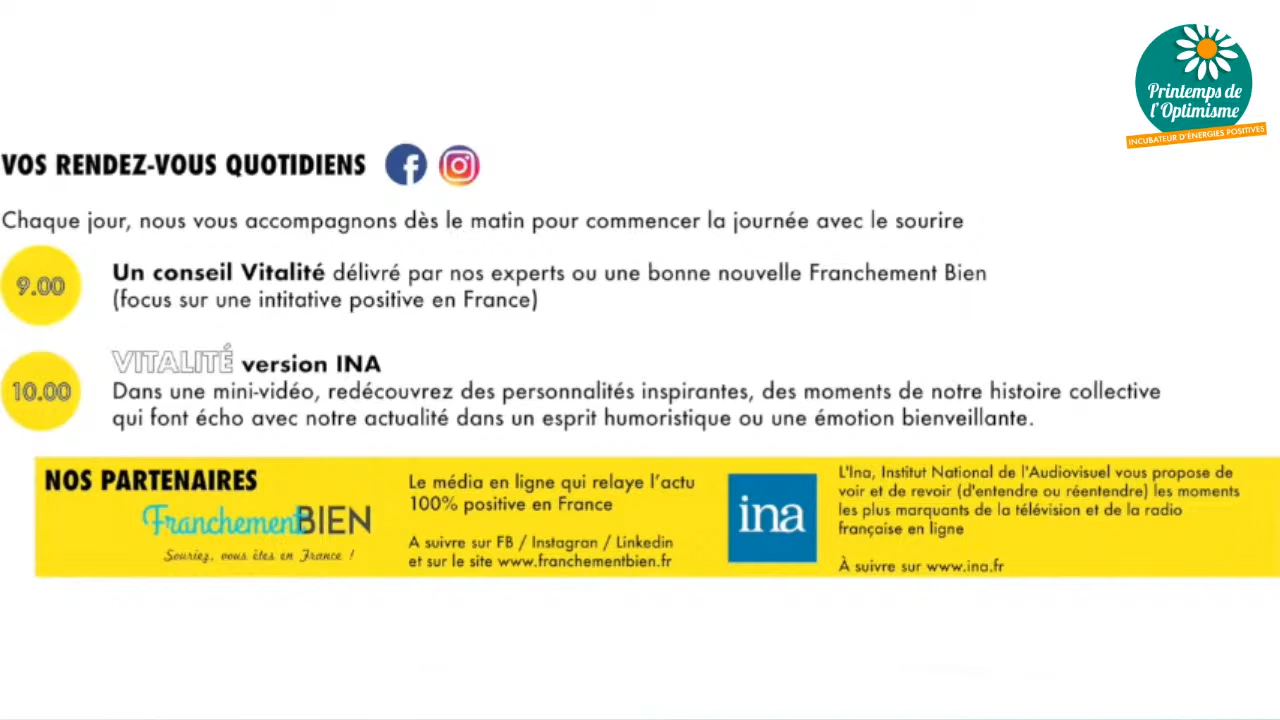 Printemps de
l'Optimisme
INCUBATEUR D'ÉNERGIES POSITIVES
VOS RENDEZ-VOUS QUOTIDIENS
Chaque jour, nous vous accompagnons dès le matin pour commencer la journée avec le sourire
9.00
Un conseil Vitalité délivré par nos experts ou une bonne nouvelle Franchement Bien
(focus sur une intitative positive en France)
10.00
VITALITÉ version INA
Dans une mini-vidéo, redécouvrez des personnalités inspirantes, des moments de notre histoire collective
qui font écho avec notre actualité dans un esprit humoristique ou une émotion bienveillante.
NOS PARTENAIRES
FranchementBIEN
Souriez, vous êtes en France !
Le média en ligne qui relaye l'actu
100% positive en France
A suivre sur FB / Instagran / Linkedin
et sur le site www.franchementbien.fr
ina
L'Ina, Institut National de l'Audiovisuel vous propose de
voir et de revoir (d'entendre ou réentendre) les moments
les plus marquants de la télévision et de la radio
française en ligne
À suivre sur www.ina.fr